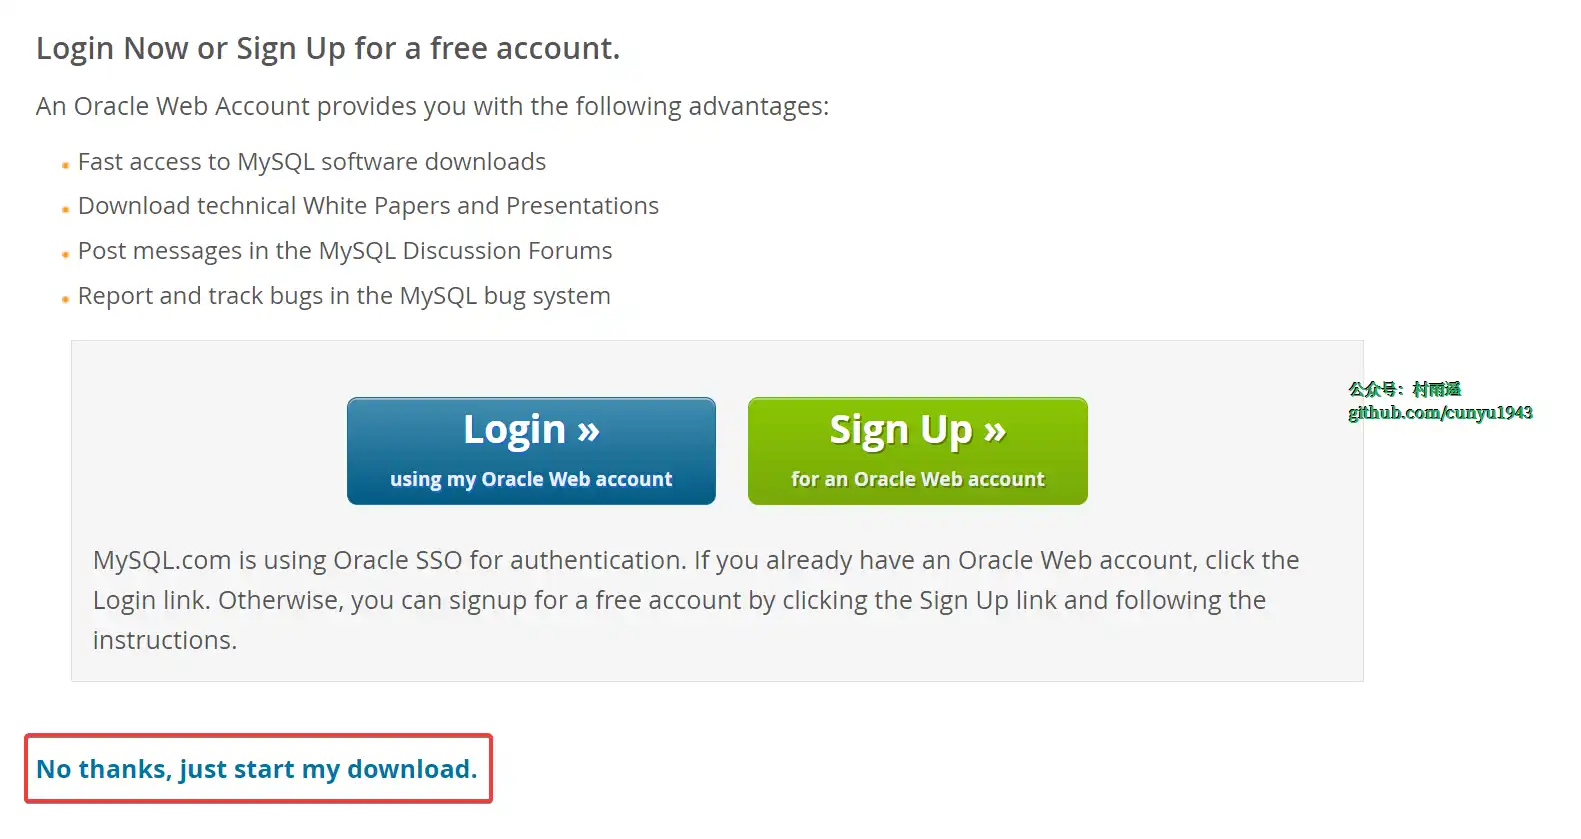 Login Now or Sign Up for a free account.
An Oracle Web Account provides you with the following advantages:
Fast access to MySQL software downloads
Download technical White Papers and Presentations
Post messages in the MySQL Discussion Forums
Report and track bugs in the MySQL bug system
Login »
using my Oracle Web account
Sign Up »
for an Oracle Web account
公众号：村雨遥
github.com/cunyu1943
MySQL.com is using Oracle SSO for authentication. If you already have an Oracle Web account, click the
Login link. Otherwise, you can signup for a free account by clicking the Sign Up link and following the
instructions.
No thanks, just start my download.